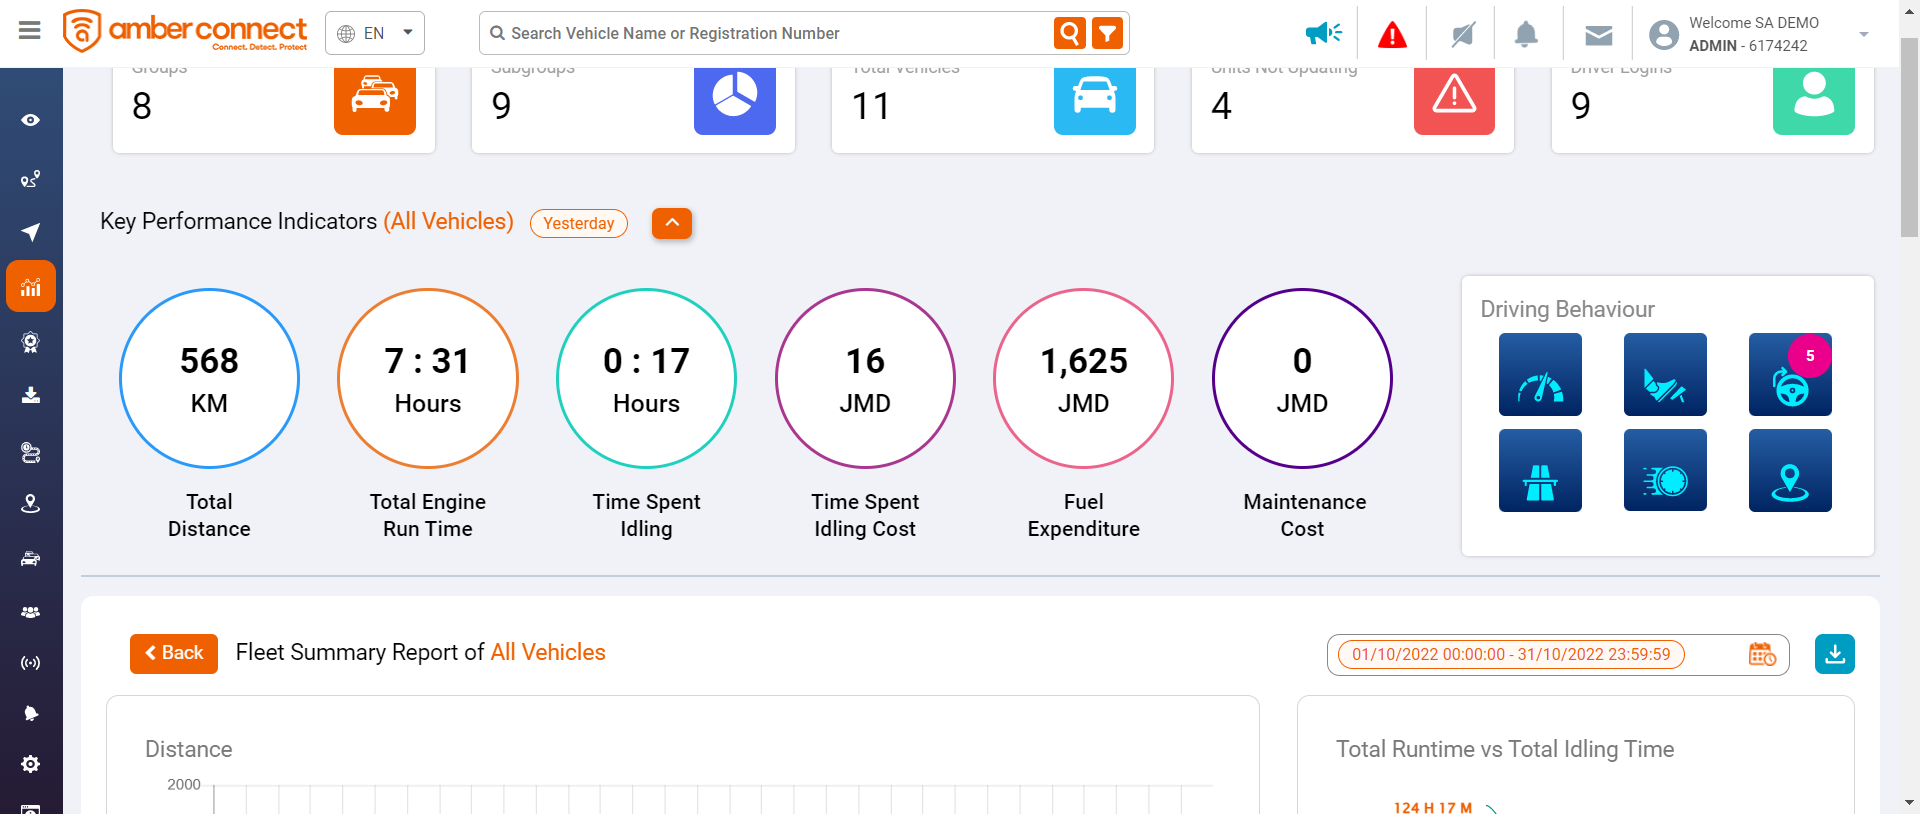 amber connect
Connect. Detect. Protect
EN
Search Vehicle Name or Registration Number
Welcome SA DEMO
ADMIN - 6174242
Groups
8
Subgroups
9
Total Vehicles
11
Units Not Updating
4
Driver Logins
9
Key Performance Indicators (All Vehicles)
Yesterday
568
KM
Total
Distance
7 : 31
Hours
Total Engine
Run Time
0 : 17
Hours
Time Spent
Idling
16
JMD
Time Spent
Idling Cost
1,625
JMD
Fuel
Expenditure
0
JMD
Maintenance
Cost
Driving Behaviour
5
Back
Fleet Summary Report of All Vehicles
01/10/2022 00:00:00 - 31/10/2022 23:59:59
Distance
2000
Total Runtime vs Total Idling Time
124 H 17 M